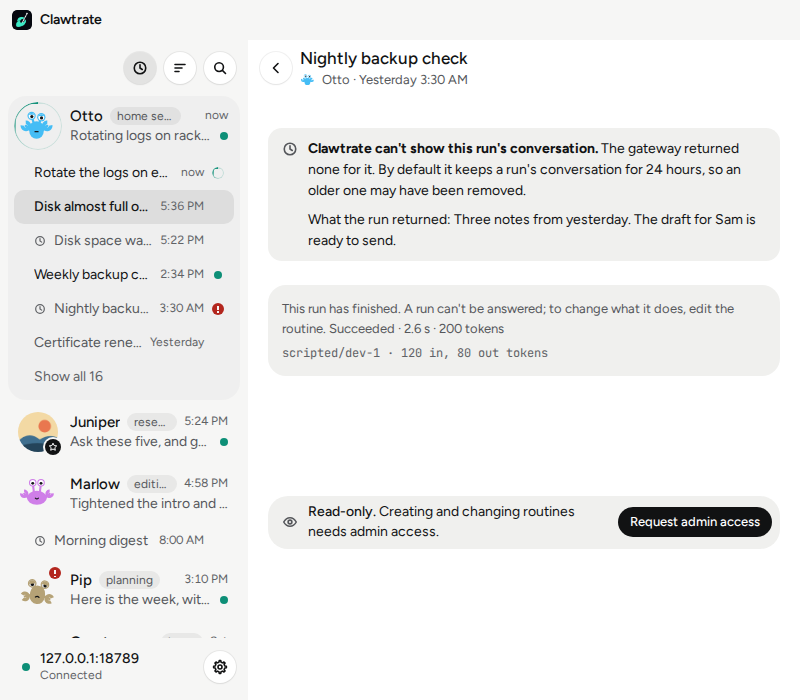 Clawtrate
Otto home se... now
Rotating logs on rack...
Rotate the logs on e... now
Disk almost full o... 5:36 PM
Disk space wa... 5:22 PM
Weekly backup c... 2:34 PM
Nightly backu... 3:30 AM
Certificate rene... Yesterday
Show all 16
Juniper rese... 5:24 PM
Ask these five, and g...
Marlow editi... 4:58 PM
Tightened the intro and ...
Morning digest 8:00 AM
Pip planning 3:10 PM
Here is the week, wit...
127.0.0.1:18789
Connected
Nightly backup check
Otto · Yesterday 3:30 AM
Clawtrate can't show this run's conversation. The gateway returned
none for it. By default it keeps a run's conversation for 24 hours, so an
older one may have been removed.
What the run returned: Three notes from yesterday. The draft for Sam is
ready to send.
This run has finished. A run can't be answered; to change what it does, edit the
routine. Succeeded · 2.6 s · 200 tokens
scripted/dev-1 · 120 in, 80 out tokens
Read-only. Creating and changing routines
needs admin access.
Request admin access